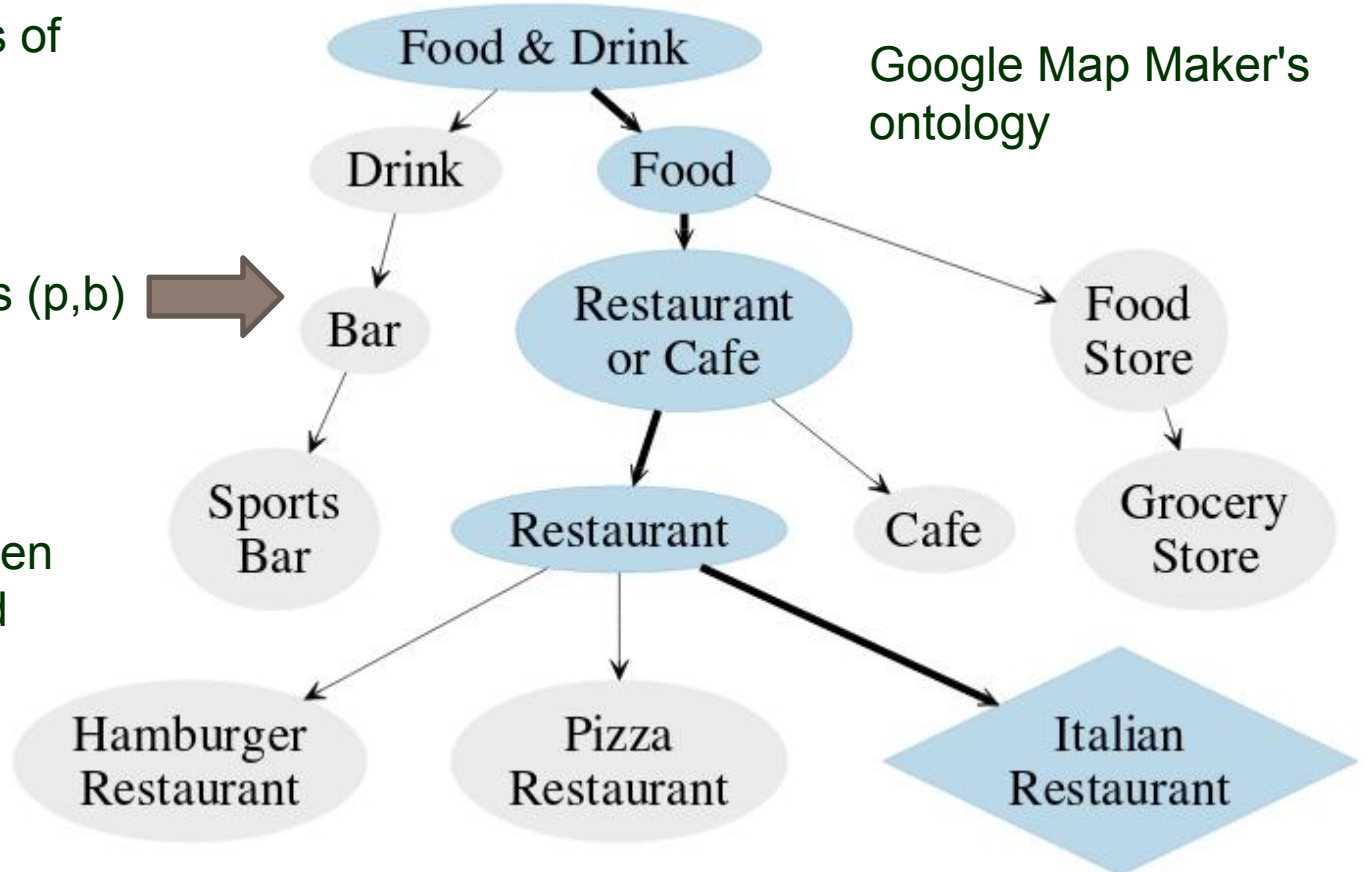 s of
Food & Drink
Google Map Maker's
ontology
Drink
Food
s (p,b)
Bar
Restaurant
or Cafe
Food
Store
Sports
Bar
Restaurant
Cafe
Grocery
Store
en
d
Hamburger
Restaurant
Pizza
Restaurant
Italian
Restaurant